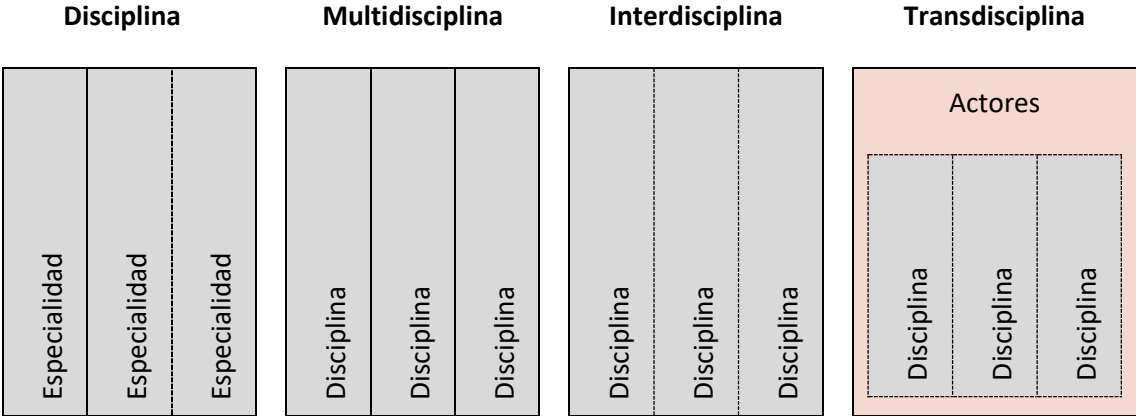 Disciplina
Multidisciplina
Interdisciplina
Transdisciplina
Especialidad
Especialidad
Especialidad
Disciplina
Disciplina
Disciplina
Disciplina
Disciplina
Disciplina
Actores
Disciplina
Disciplina
Disciplina